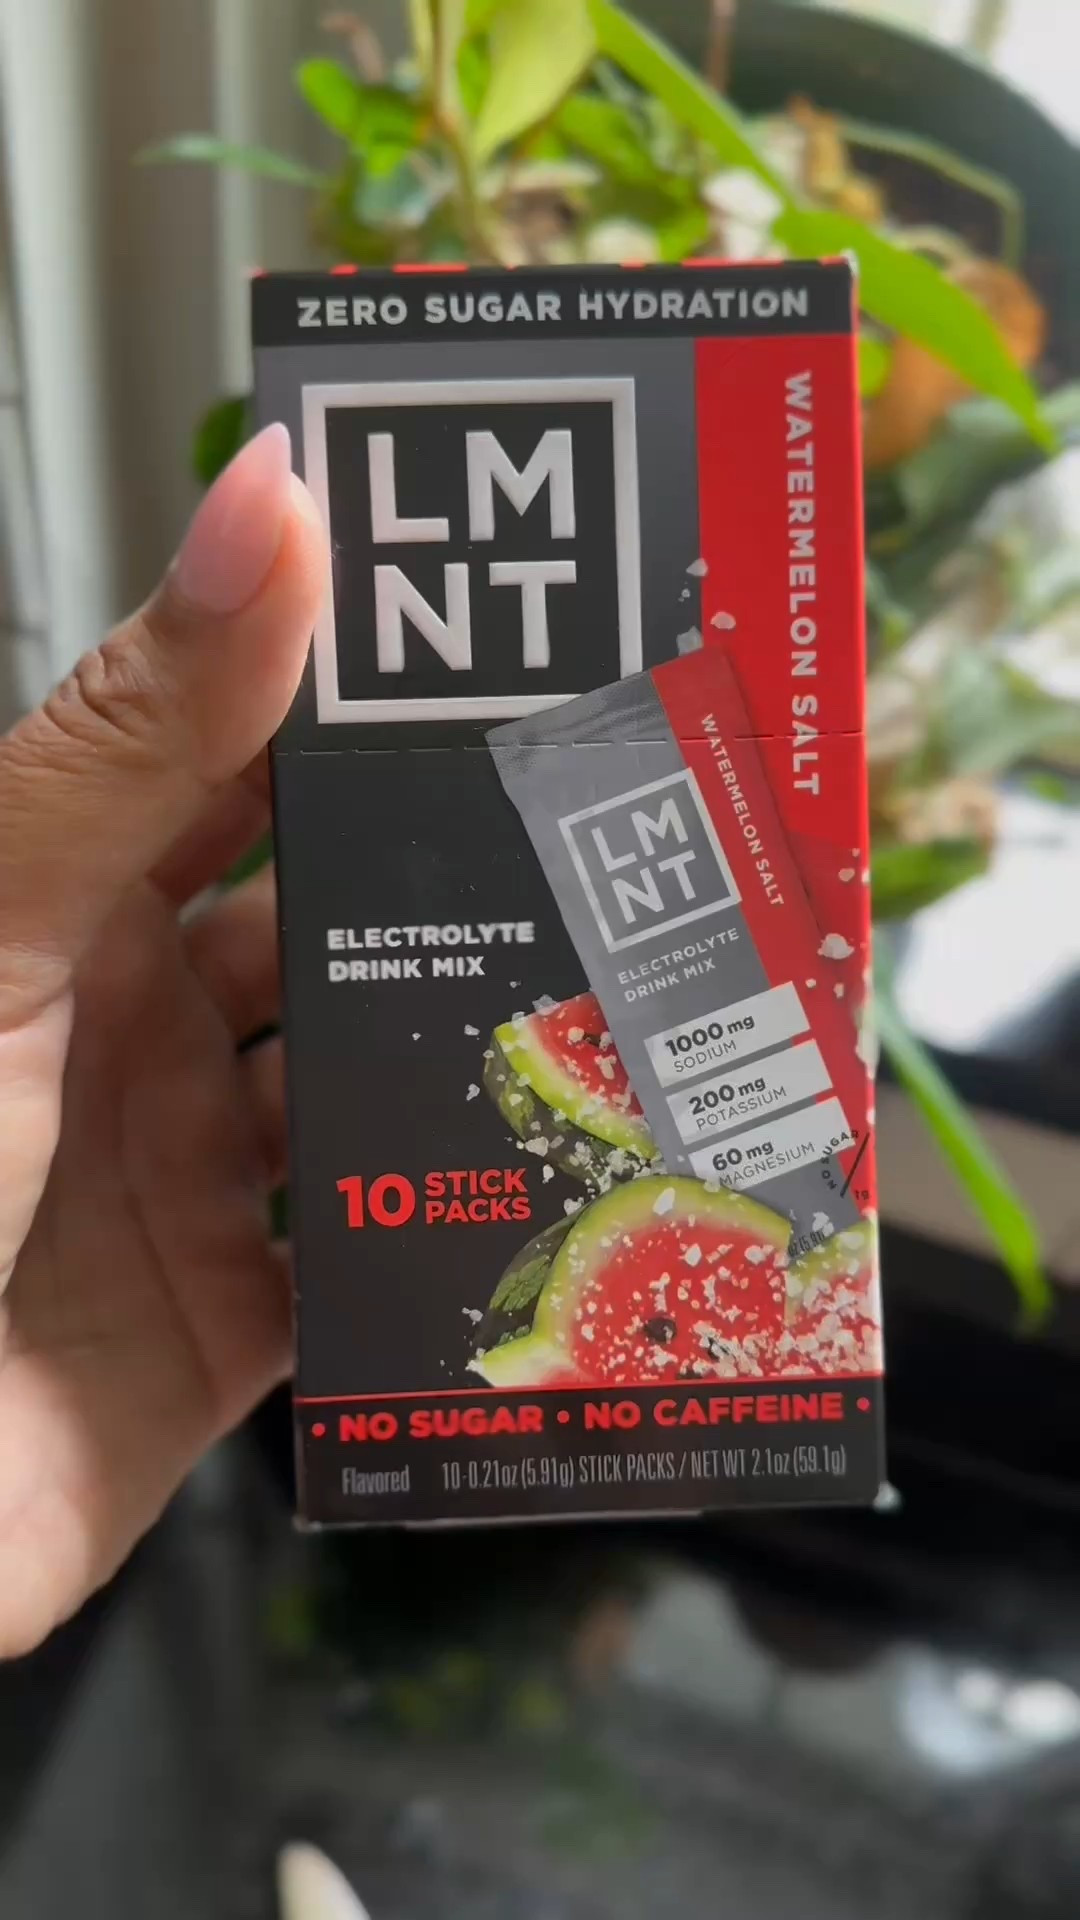 ZERO SUGAR HYDRATION
LM
NT
WATERMELON SALT
LM
NT
WATERMELON SALT
ELECTROLYTE
DRINK MIX
1000 mg
SODIUM
200 mg
POTASSIUM
60 mg
MAGNESIUM
NO SUGAR
ELECTROLYTE
DRINK MIX
10 STICK
PACKS
• NO SUGAR • NO CAFFEINE •
Flavored 10-0.21oz (5.91g) STICK PACKS / NET WT 2.1oz (59.1g)